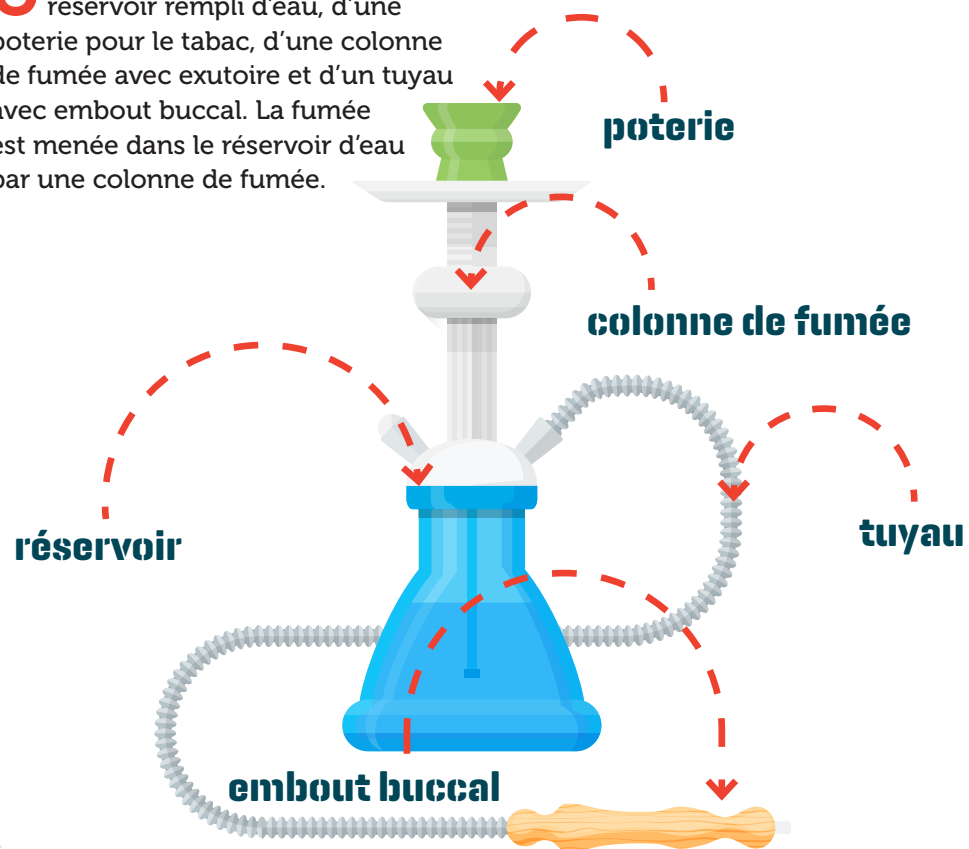 réservoir rempli d'eau, d'une
poterie pour le tabac, d'une colonne
de fumée avec exutoire et d'un tuyau
avec embout buccal. La fumée
est menée dans le réservoir d'eau
par une colonne de fumée.
poterie
colonne de fumée
réservoir
tuyau
embout buccal